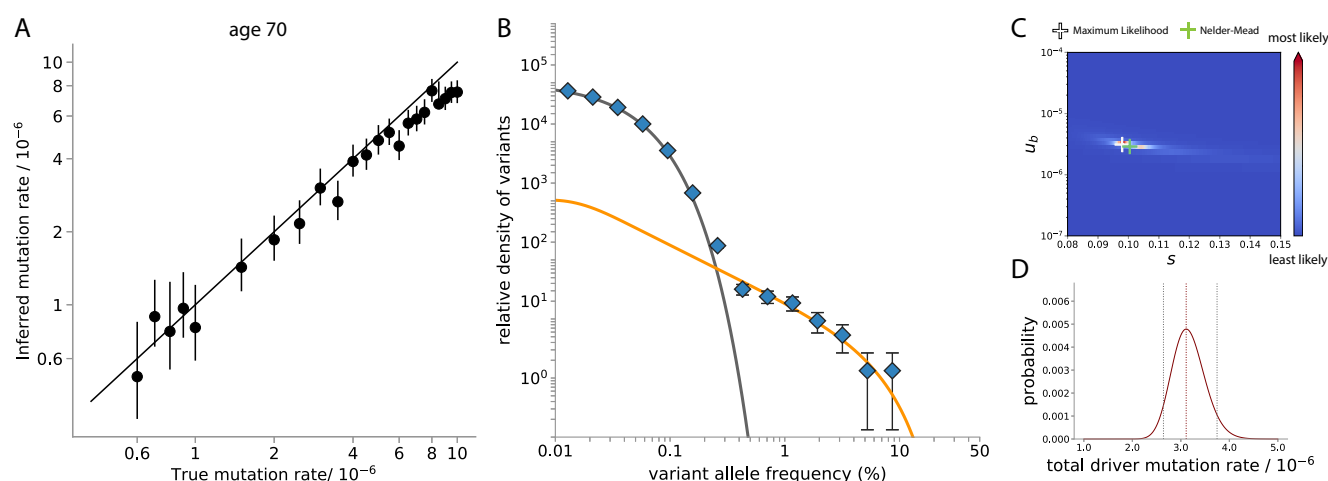 A
age 70
Inferred mutation rate / 10⁻⁶
10
8
6
4
2
1
0.6
0.6
1
2
4
6
8
10
True mutation rate/ 10⁻⁶
B
relative density of variants
10⁵
10⁴
10³
10²
10¹
10⁰
0.01
0.1
1
10
50
variant allele frequency (%)
C
Maximum Likelihood
Nelder-Mead
most likely
least likely
u_b
10⁻⁴
10⁻⁵
10⁻⁶
10⁻⁷
0.08
0.09
0.10
0.11
0.12
0.13
0.14
0.15
s
D
probability
0.006
0.005
0.004
0.003
0.002
0.001
0.000
1.0
2.0
3.0
4.0
5.0
total driver mutation rate / 10⁻⁶